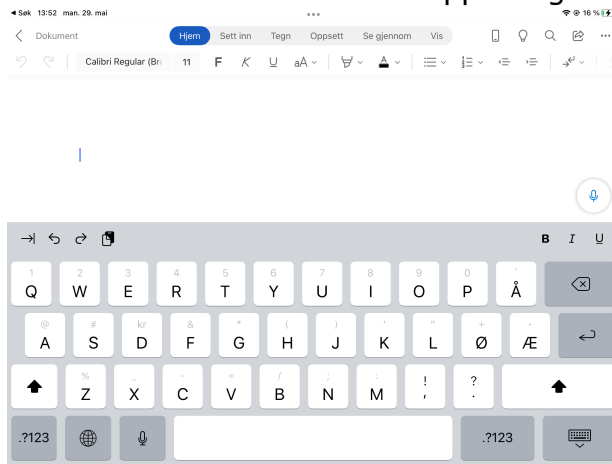 ◀ Søk 13:52 man. 29. mai ••• 16 %
Dokument Hjem Sett inn Tegn Oppsett Se gjennom Vis •••
Calibri Regular (Bn 11 F K U aA A
B I U
1 2 3 4 5 6 7 8 9 0 '
Q W E R T Y U I O P Å
@ # kr & * ( ) ' " + ·
A S D F G H J K L Ø Æ
% _ - = / ; : ! ?
Z X C V B N M , .
.?123 .?123